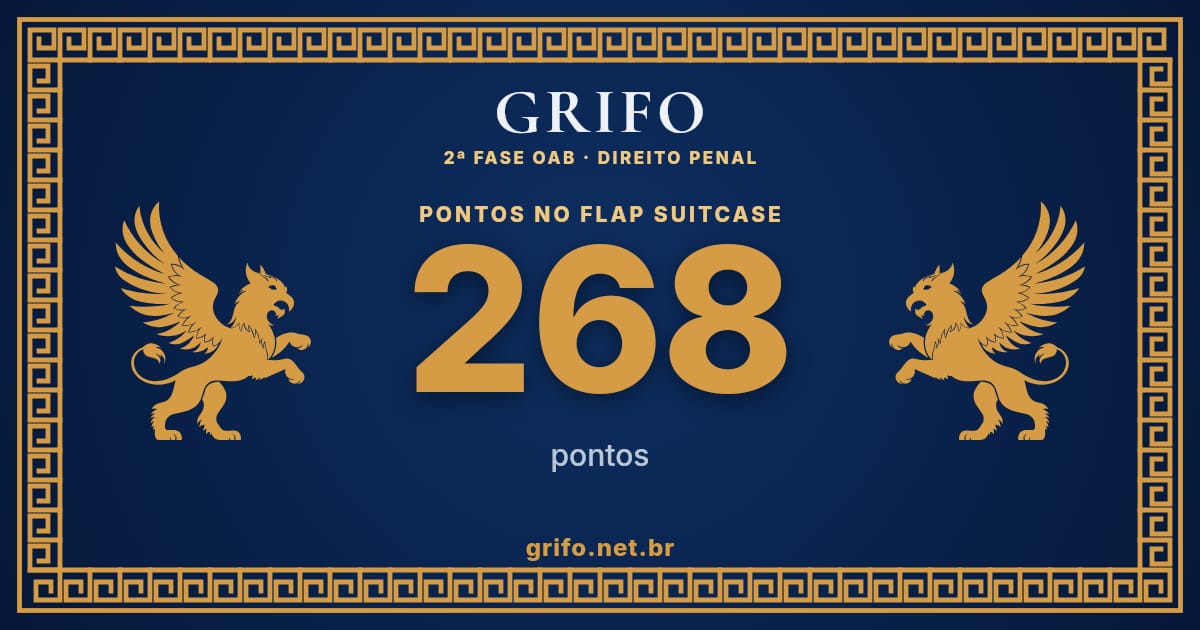 GRIFO
2ª FASE OAB · DIREITO PENAL
PONTOS NO FLAP SUITCASE
268
pontos
grifo.net.br